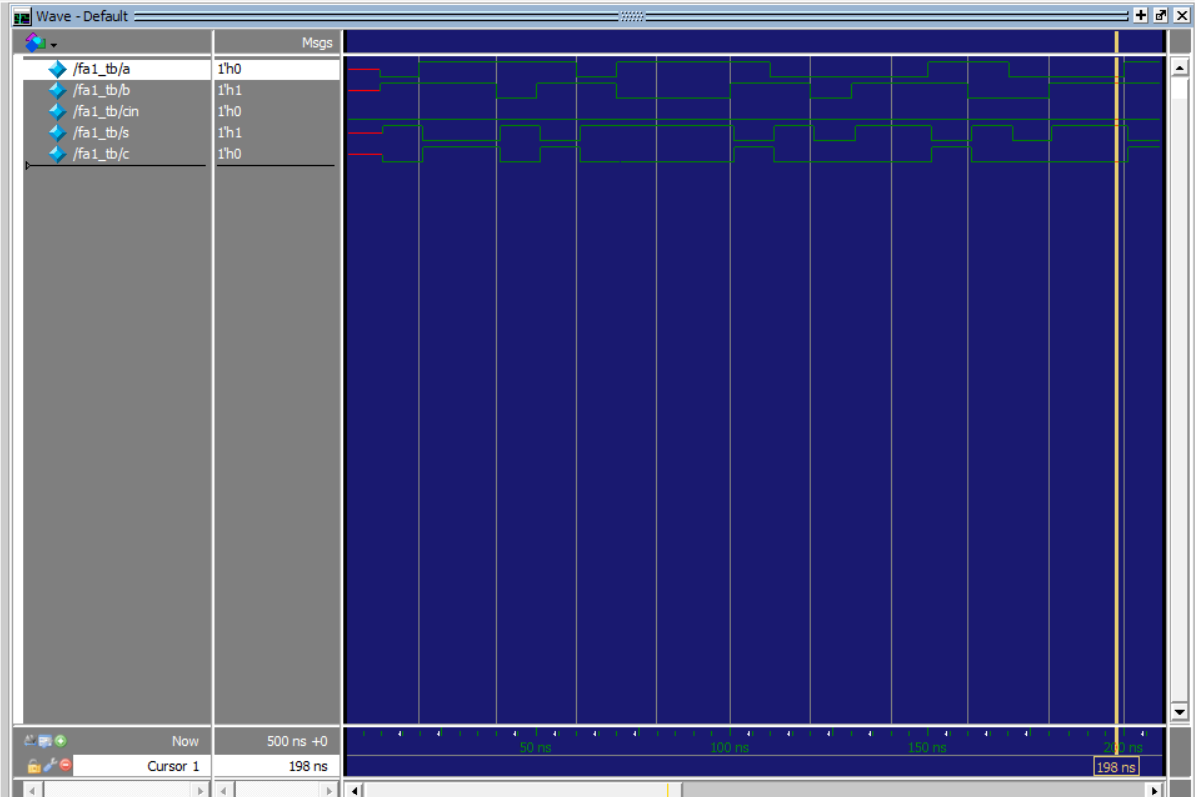 Wave - Default
Msgs
/fa1_tb/a 1'h0
/fa1_tb/b 1'h1
/fa1_tb/cin 1'h0
/fa1_tb/s 1'h1
/fa1_tb/c 1'h0
Now 500 ns +0
50 ns 100 ns 150 ns 200 ns
Cursor 1 198 ns
198 ns